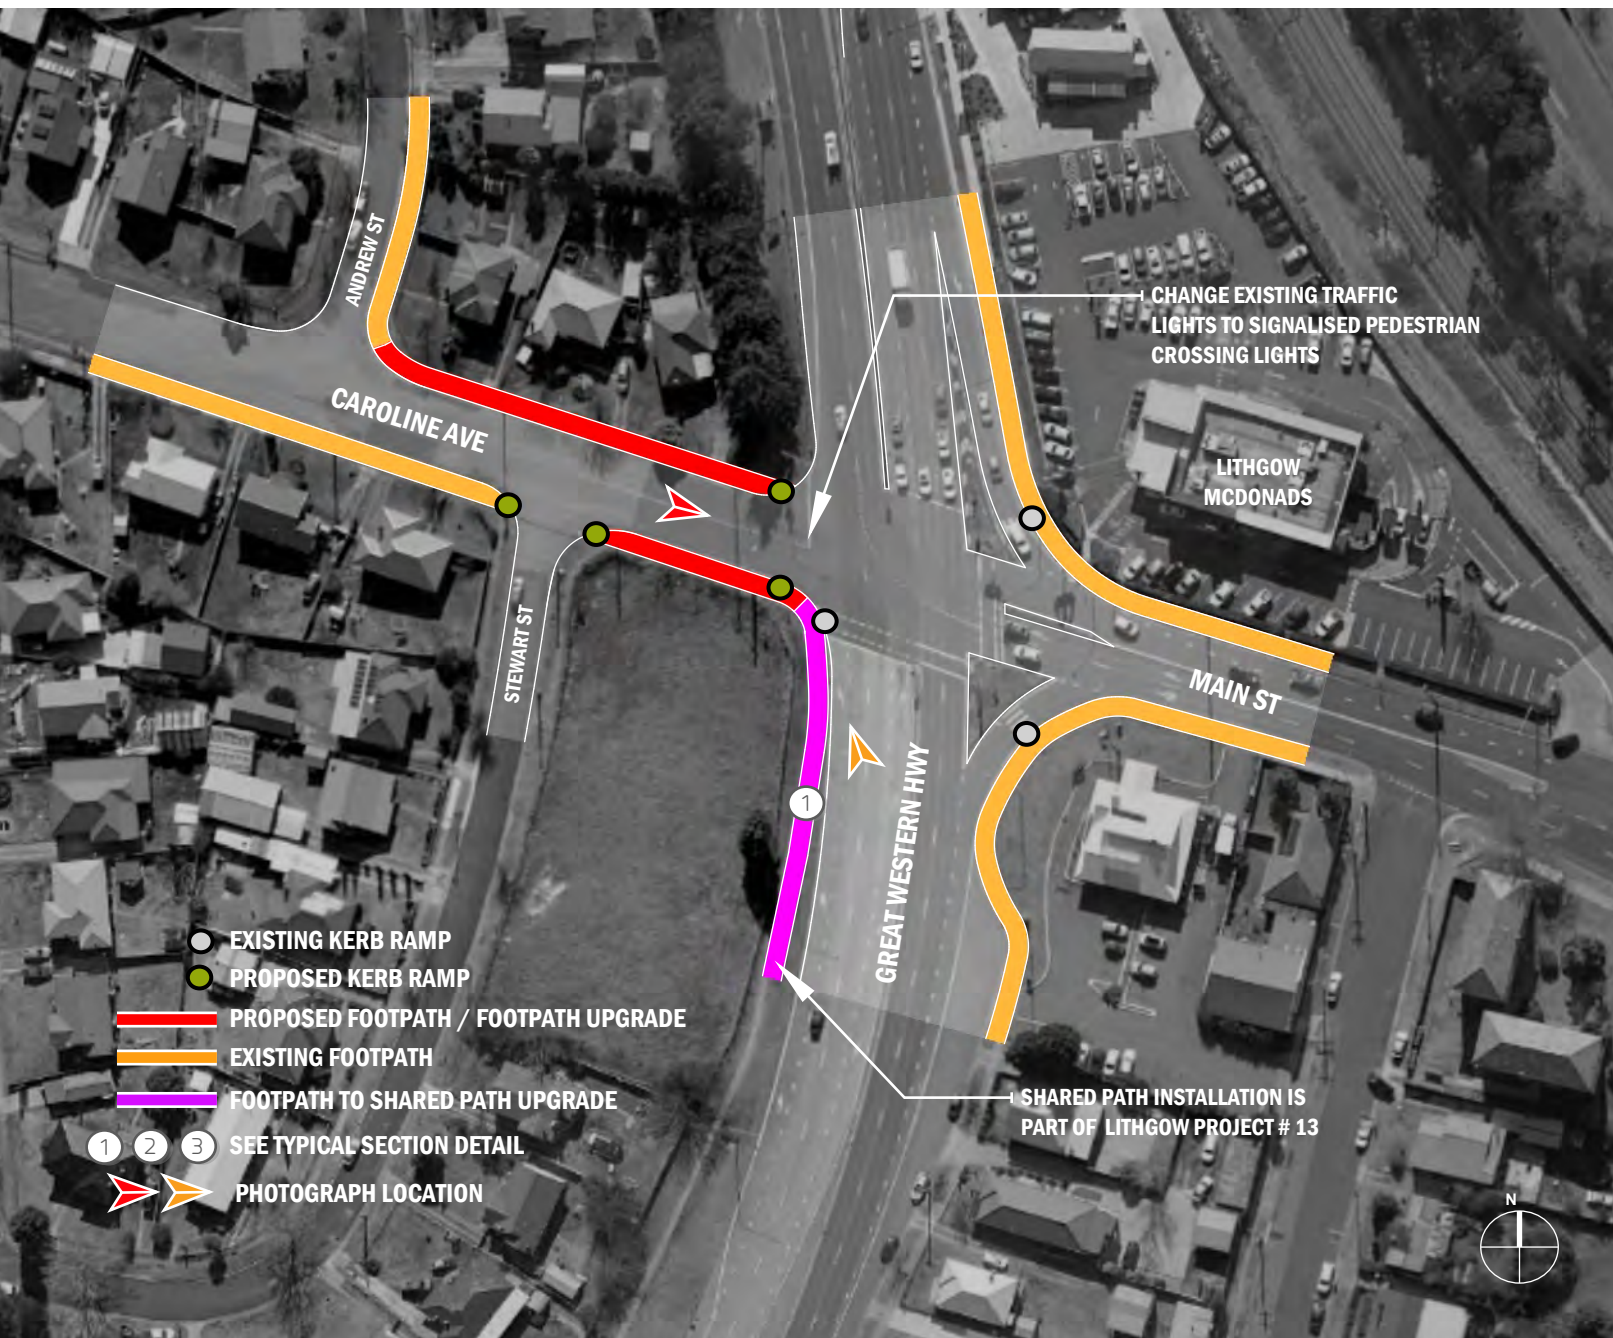 ANDREW ST
CHANGE EXISTING TRAFFIC
LIGHTS TO SIGNALISED PEDESTRIAN
CROSSING LIGHTS
CAROLINE AVE
LITHGOW
MCDONADS
STEWART ST
MAIN ST
1
GREAT WESTERN HWY
EXISTING KERB RAMP
PROPOSED KERB RAMP
PROPOSED FOOTPATH / FOOTPATH UPGRADE
EXISTING FOOTPATH
FOOTPATH TO SHARED PATH UPGRADE
1 2 3 SEE TYPICAL SECTION DETAIL
PHOTOGRAPH LOCATION
SHARED PATH INSTALLATION IS
PART OF LITHGOW PROJECT # 13
N